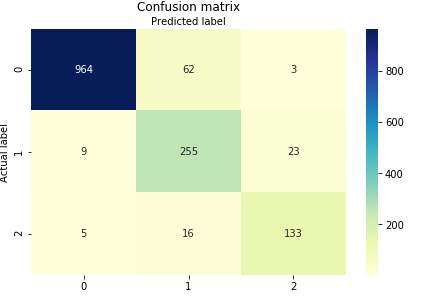 Confusion matrix
Predicted label
Actual label
0 964 62 3
1 9 255 23
2 5 16 133
0 1 2
800
600
400
200